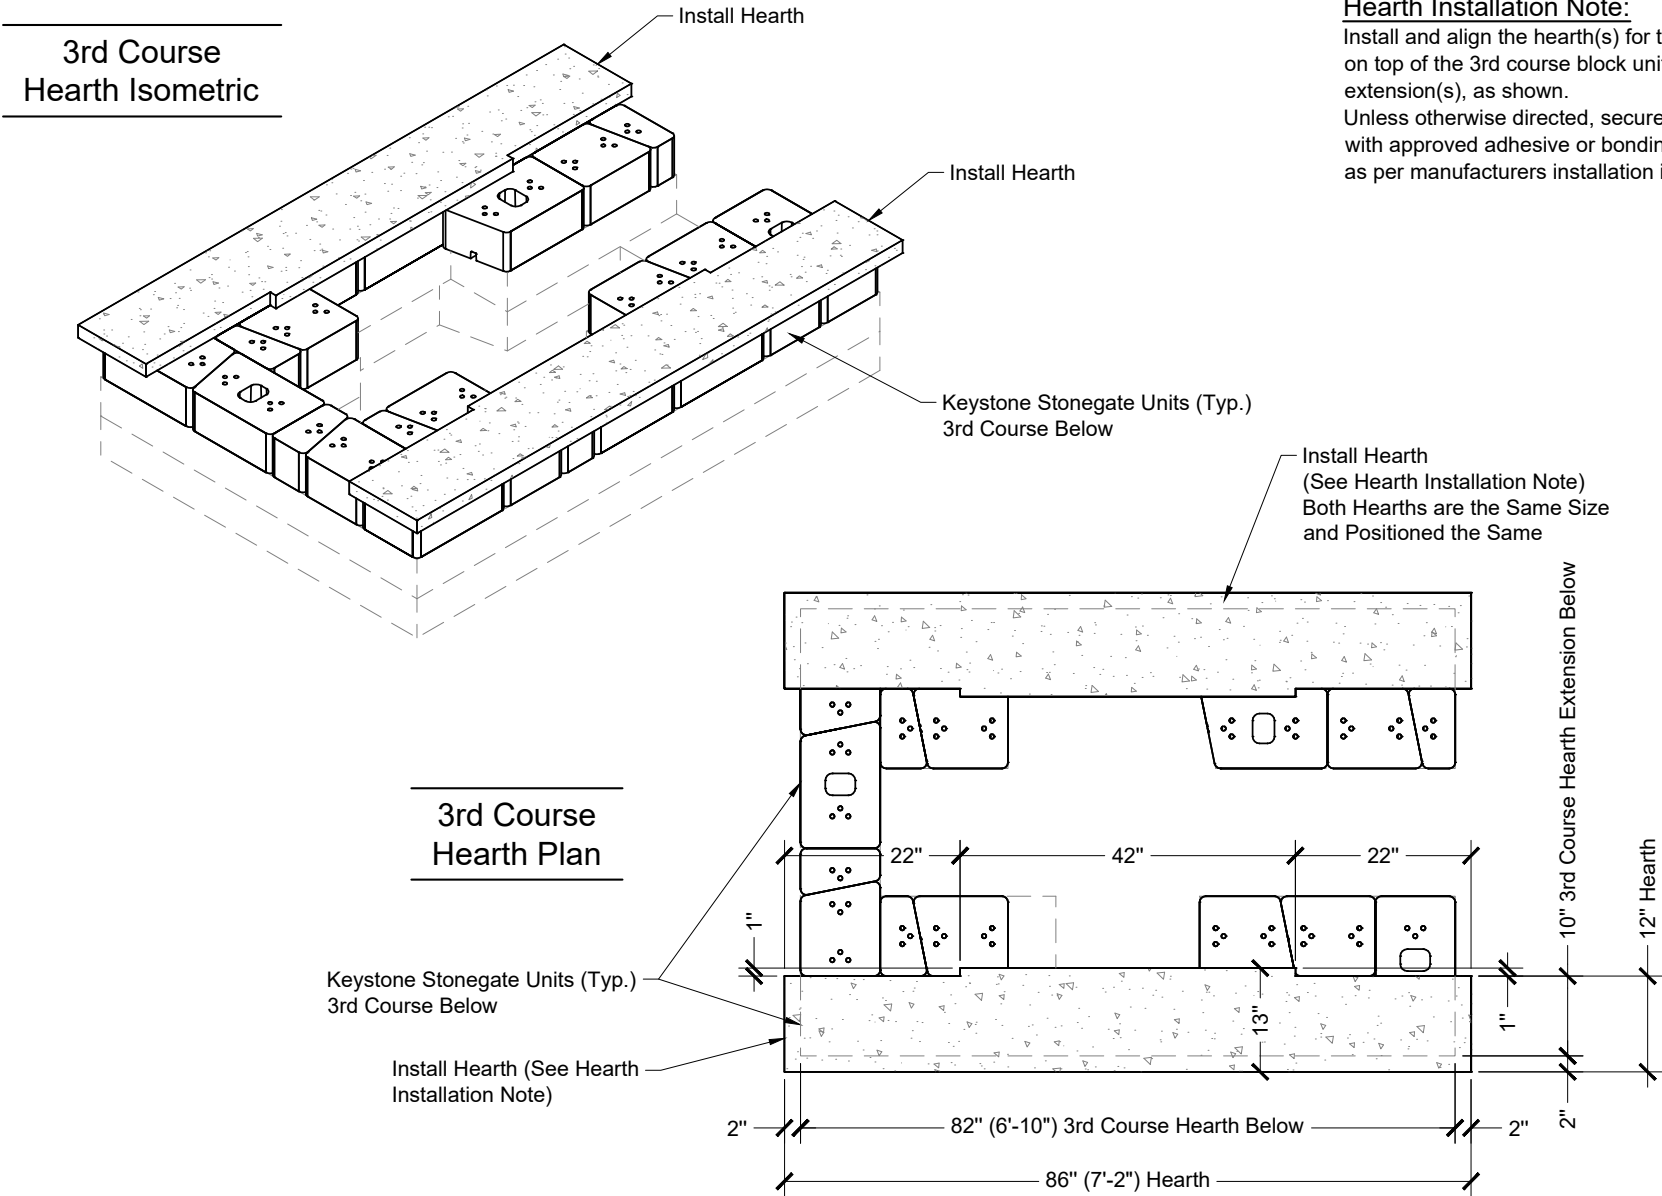 3rd Course
Hearth Isometric
Install Hearth
Install Hearth
Hearth Installation Note:
Install and align the hearth(s) for
on top of the 3rd course block
extension(s), as shown.
Unless otherwise directed, secure
with approved adhesive or
as per manufacturers installation
Keystone Stonegate Units (Typ.)
3rd Course Below
Install Hearth
(See Hearth Installation Note)
Both Hearths are the Same Size
and Positioned the Same
3rd Course
Hearth Plan
10" 3rd Course Hearth Extension Below
12" Hearth
22"
42"
22"
1"
13"
1"
2"
Keystone Stonegate Units (Typ.)
3rd Course Below
Install Hearth (See Hearth
Installation Note)
2"
82" (6'-10") 3rd Course Hearth Below
2"
86" (7'-2") Hearth